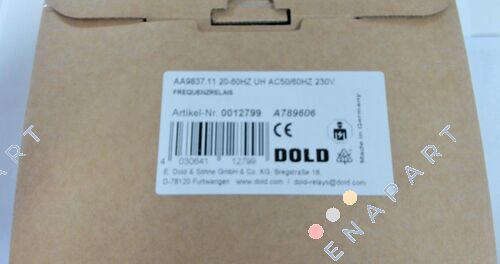 AA9837.11 20-60HZ UH AC50/60HZ 230V
FREQUENZRELAIS
Artikel-Nr. 0012799 A789606
CE
Made in Germany
4 030641 12799
DOLD
E. Dold & Söhne GmbH & Co. KG, Bregstraße 18,
D-78120 Furtwangen www.dold.com dold-relays@dold.com
ENAPART
ENAPART